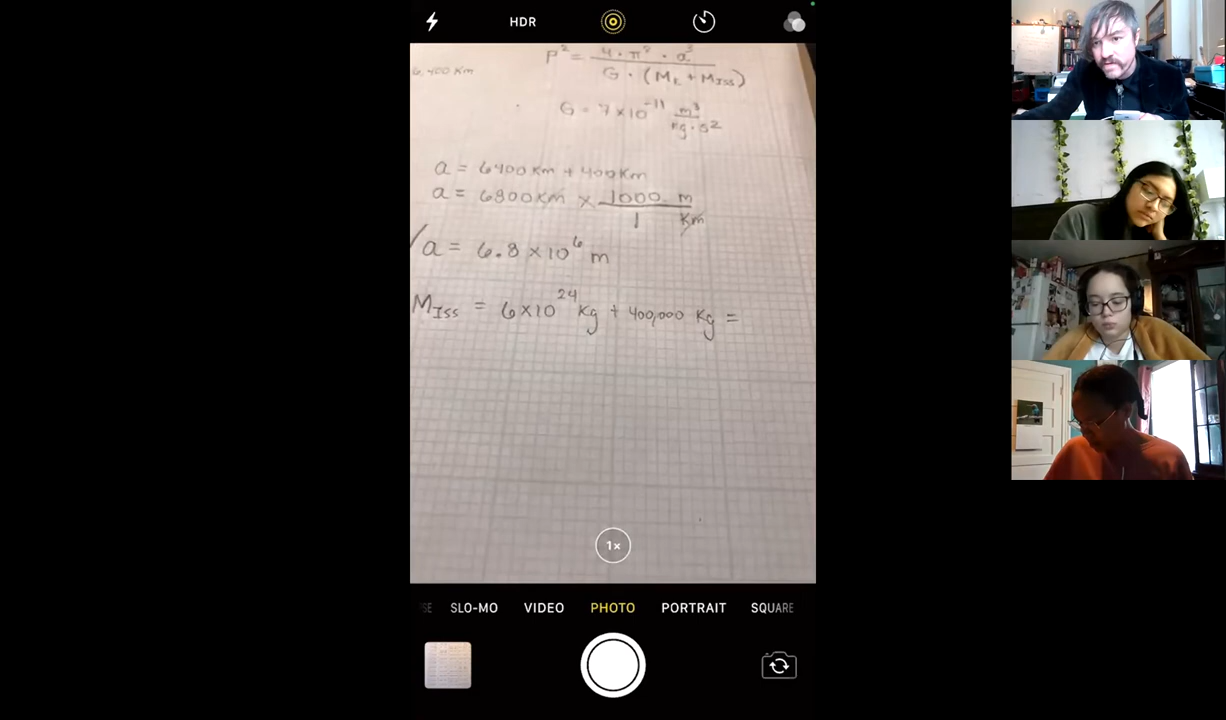 HDR
P² = 4 · π² · a³ / G · (M + MISS)
6,400 Km
G = 7 × 10⁻¹¹ m³ / kg · s²
a = 6400 Km + 400 Km
a = 6800 Km × 1000 m / 1 Km
a = 6.8 × 10⁶ m
MISS = 6 × 10²⁴ kg + 400,000 kg =
1×
SE SLO-MO VIDEO PHOTO PORTRAIT SQUARE